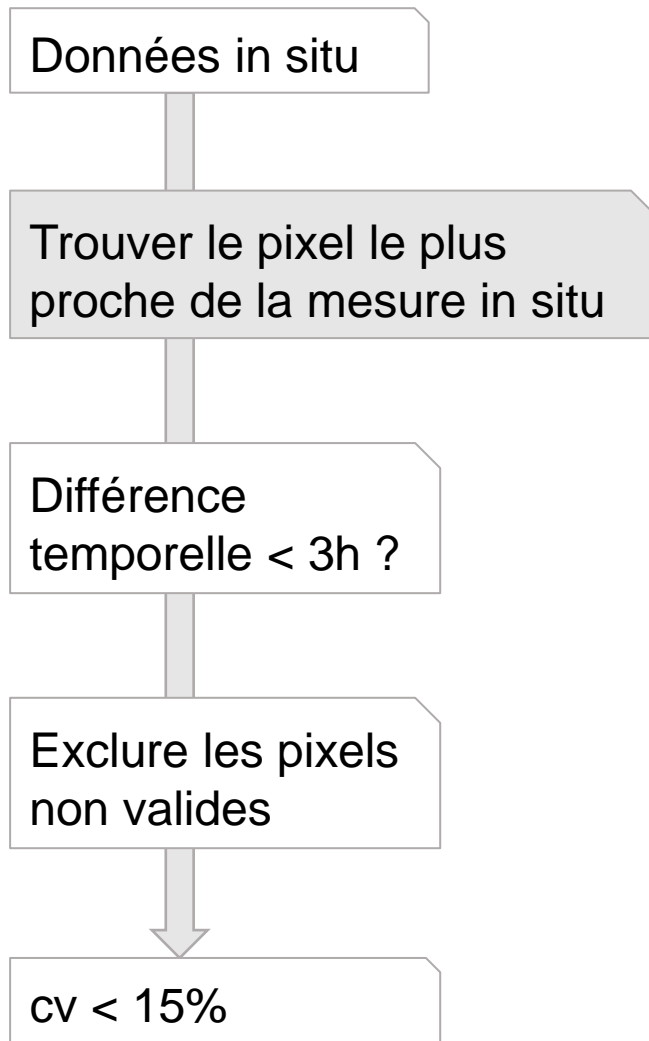 Données in situ
Trouver le pixel le plus
proche de la mesure in situ
Différence
temporelle < 3h ?
Exclure les pixels
non valides
cv < 15%